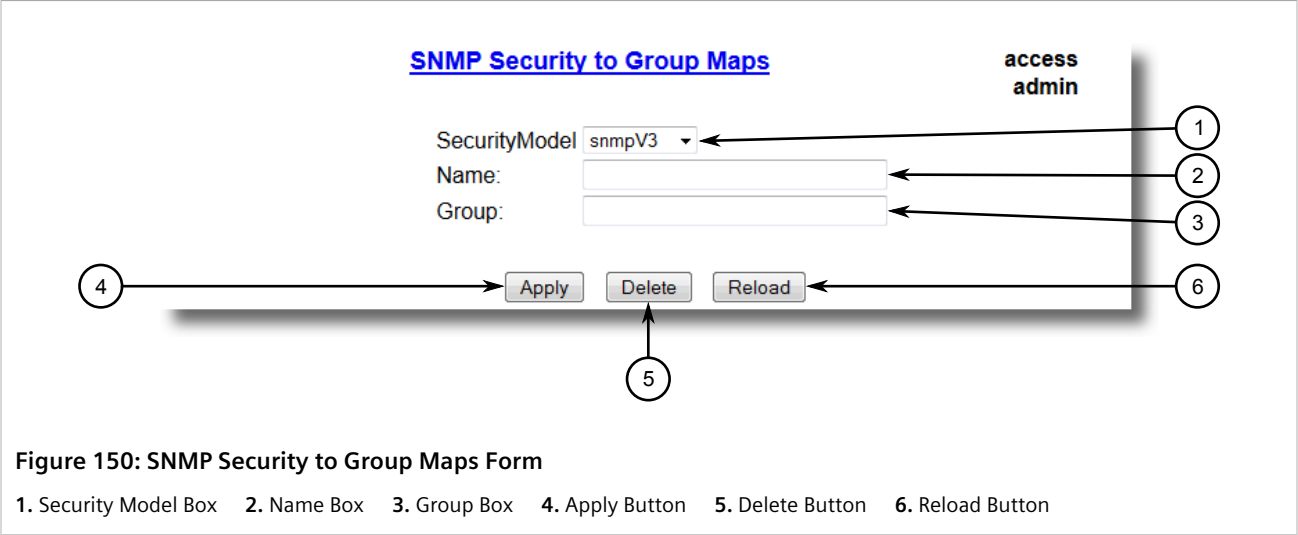 SNMP Security to Group Maps
access
admin
SecurityModel snmpV3
1
Name:
2
Group:
3
4
Apply Delete Reload
6
5
Figure 150: SNMP Security to Group Maps Form
1. Security Model Box 2. Name Box 3. Group Box 4. Apply Button 5. Delete Button 6. Reload Button